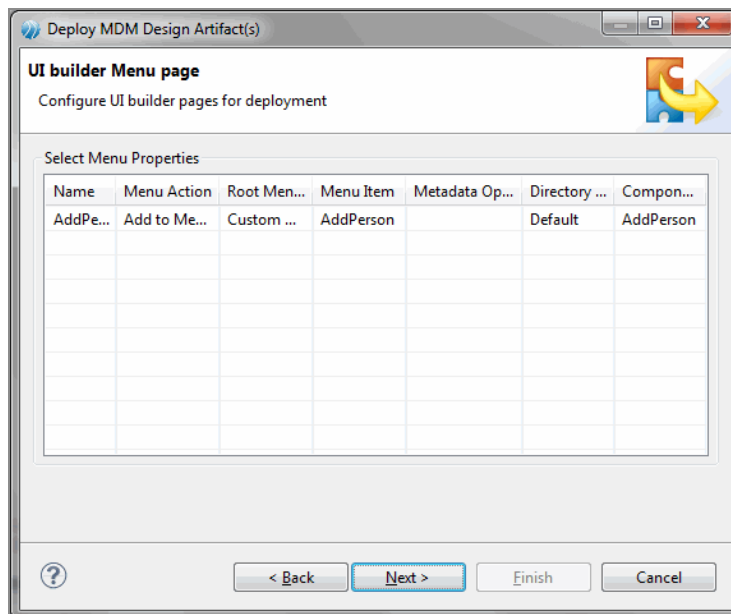 Deploy MDM Design Artifact(s)
UI builder Menu page
Configure UI builder pages for deployment
Select Menu Properties
Name Menu Action Root Men... Menu Item Metadata Op... Directory ... Compon...
AddPe... Add to Me... Custom ... AddPerson Default AddPerson
? < Back Next > Finish Cancel